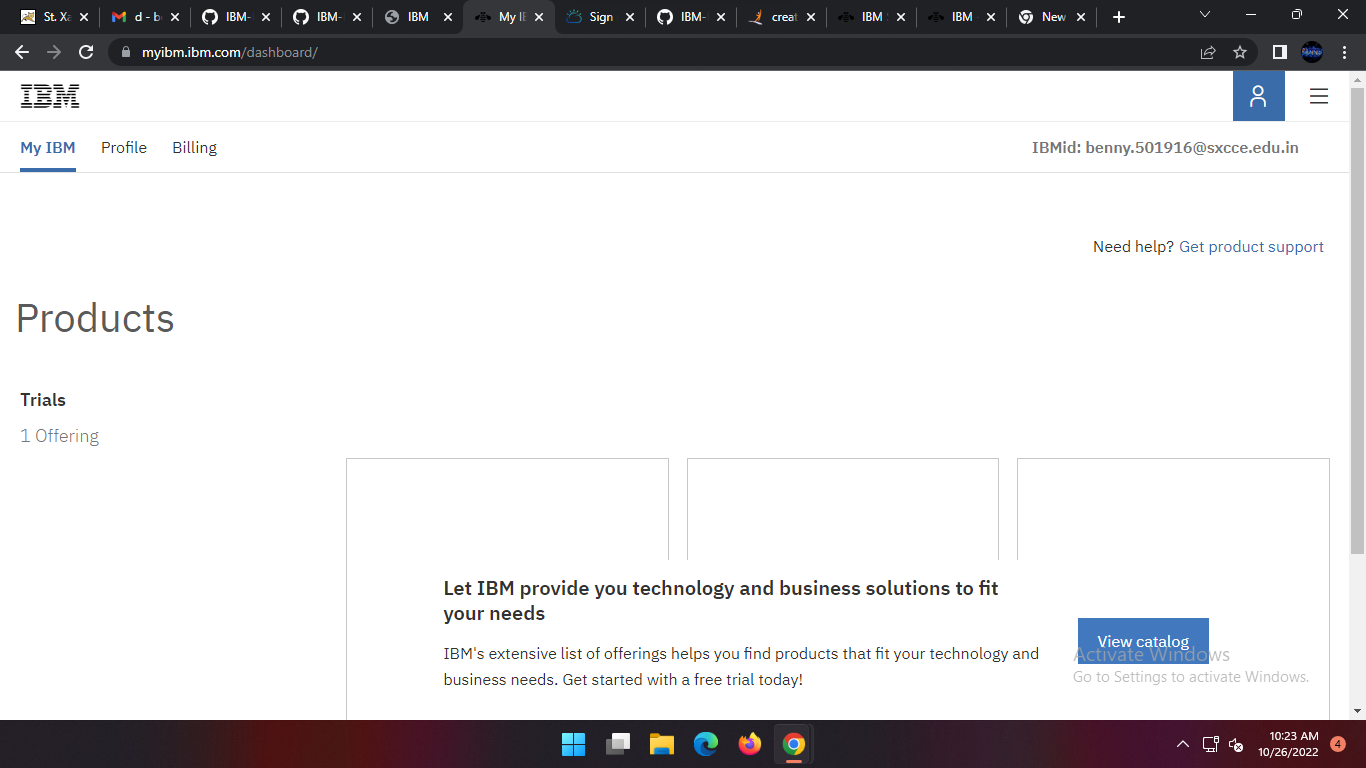 St. Xa
d - b
IBM-
IBM-
IBM
My I
Sign
IBM-
creat
IBM
IBM
New
myibm.ibm.com/dashboard/
IBM
My IBM Profile Billing IBMid: benny.501916@sxcce.edu.in
Need help? Get product support
Products
Trials
1 Offering
Let IBM provide you technology and business solutions to fit
your needs
View catalog
IBM's extensive list of offerings helps you find products that fit your technology and
business needs. Get started with a free trial today!
Activate Windows
Go to Settings to activate Windows.
10:23 AM
10/26/2022
4